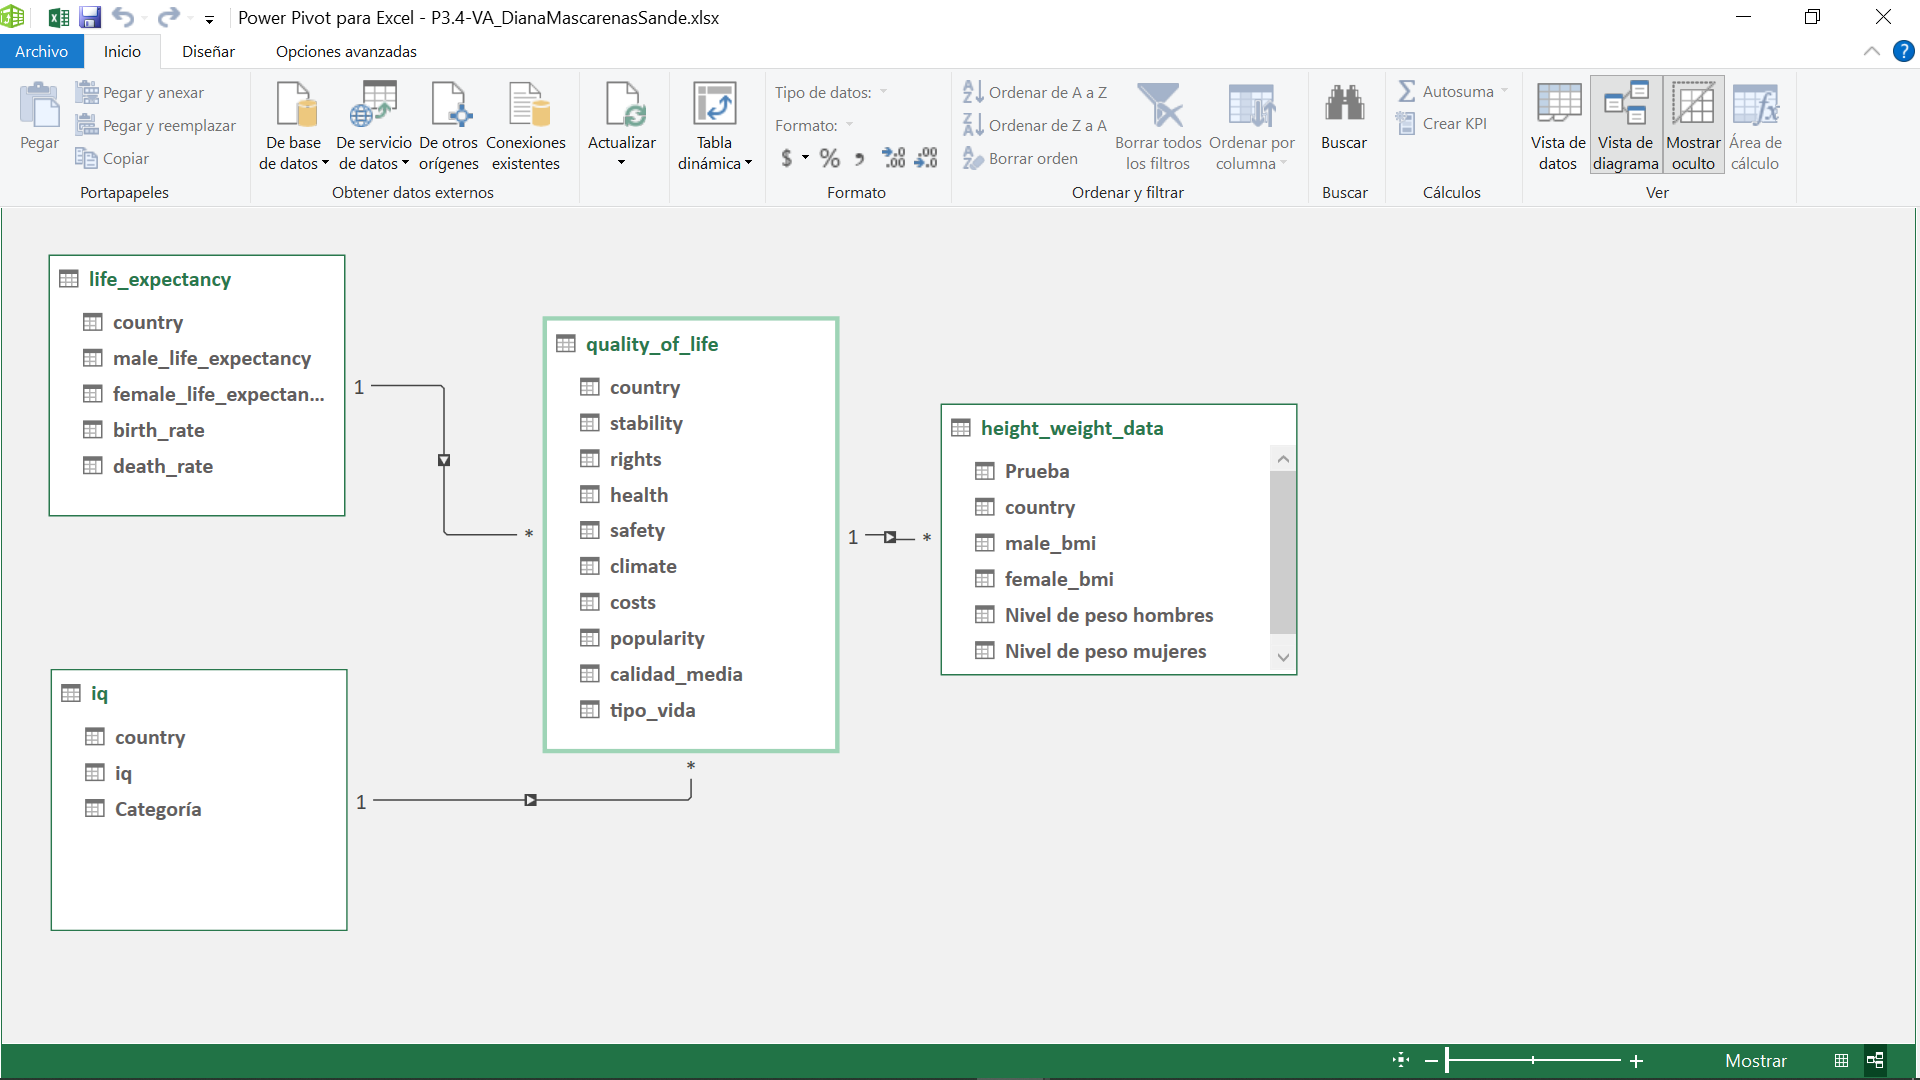 Power Pivot para Excel - P3.4-VA_DianaMascarenasSande.xlsx
Archivo
Inicio
Diseñar
Opciones avanzadas
Pegar
Pegar y anexar
Pegar y reemplazar
Copiar
Portapapeles
De base
de datos
De servicio
de datos
De otros
orígenes
Conexiones
existentes
Obtener datos externos
Actualizar
Tabla
dinámica
Tipo de datos:
Formato:
$ % ,
Formato
Ordenar de A a Z
Ordenar de Z a A
Borrar orden
Borrar todos
los filtros
Ordenar por
columna
Ordenar y filtrar
Buscar
Buscar
Autosuma
Crear KPI
Cálculos
Vista de
datos
Vista de
diagrama
Mostrar
oculto
Área de
cálculo
Ver
life_expectancy
country
male_life_expectancy
female_life_expectan...
birth_rate
death_rate
1
*
quality_of_life
country
stability
rights
health
safety
climate
costs
popularity
calidad_media
tipo_vida
1
*
height_weight_data
Prueba
country
male_bmi
female_bmi
Nivel de peso hombres
Nivel de peso mujeres
iq
country
iq
Categoría
1
*
Mostrar